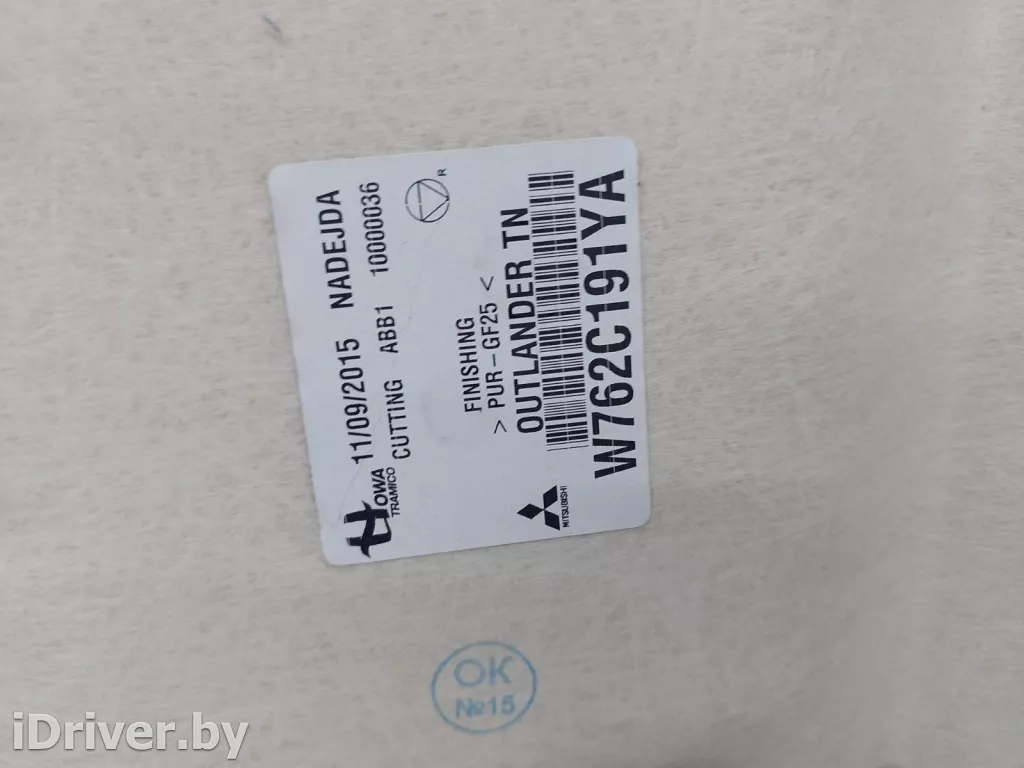 HOWA
TRAMICO
11/09/2015 NADEJDA
CUTTING ABB1 10000036
R
FINISHING
> PUR-GF25 <
OUTLANDER TN
MITSUBISHI
W762C191YA
OK
№15
iDriver.by